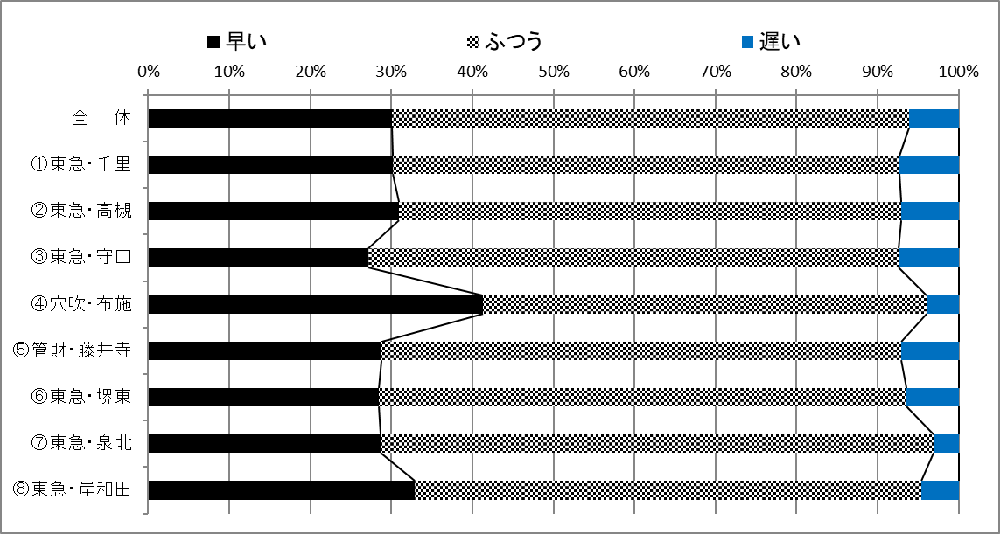 早い ふつう 遅い
0% 10% 20% 30% 40% 50% 60% 70% 80% 90% 100%
全 体
①東急・千里
②東急・高槻
③東急・守口
④穴吹・布施
⑤管財・藤井寺
⑥東急・堺東
⑦東急・泉北
⑧東急・岸和田